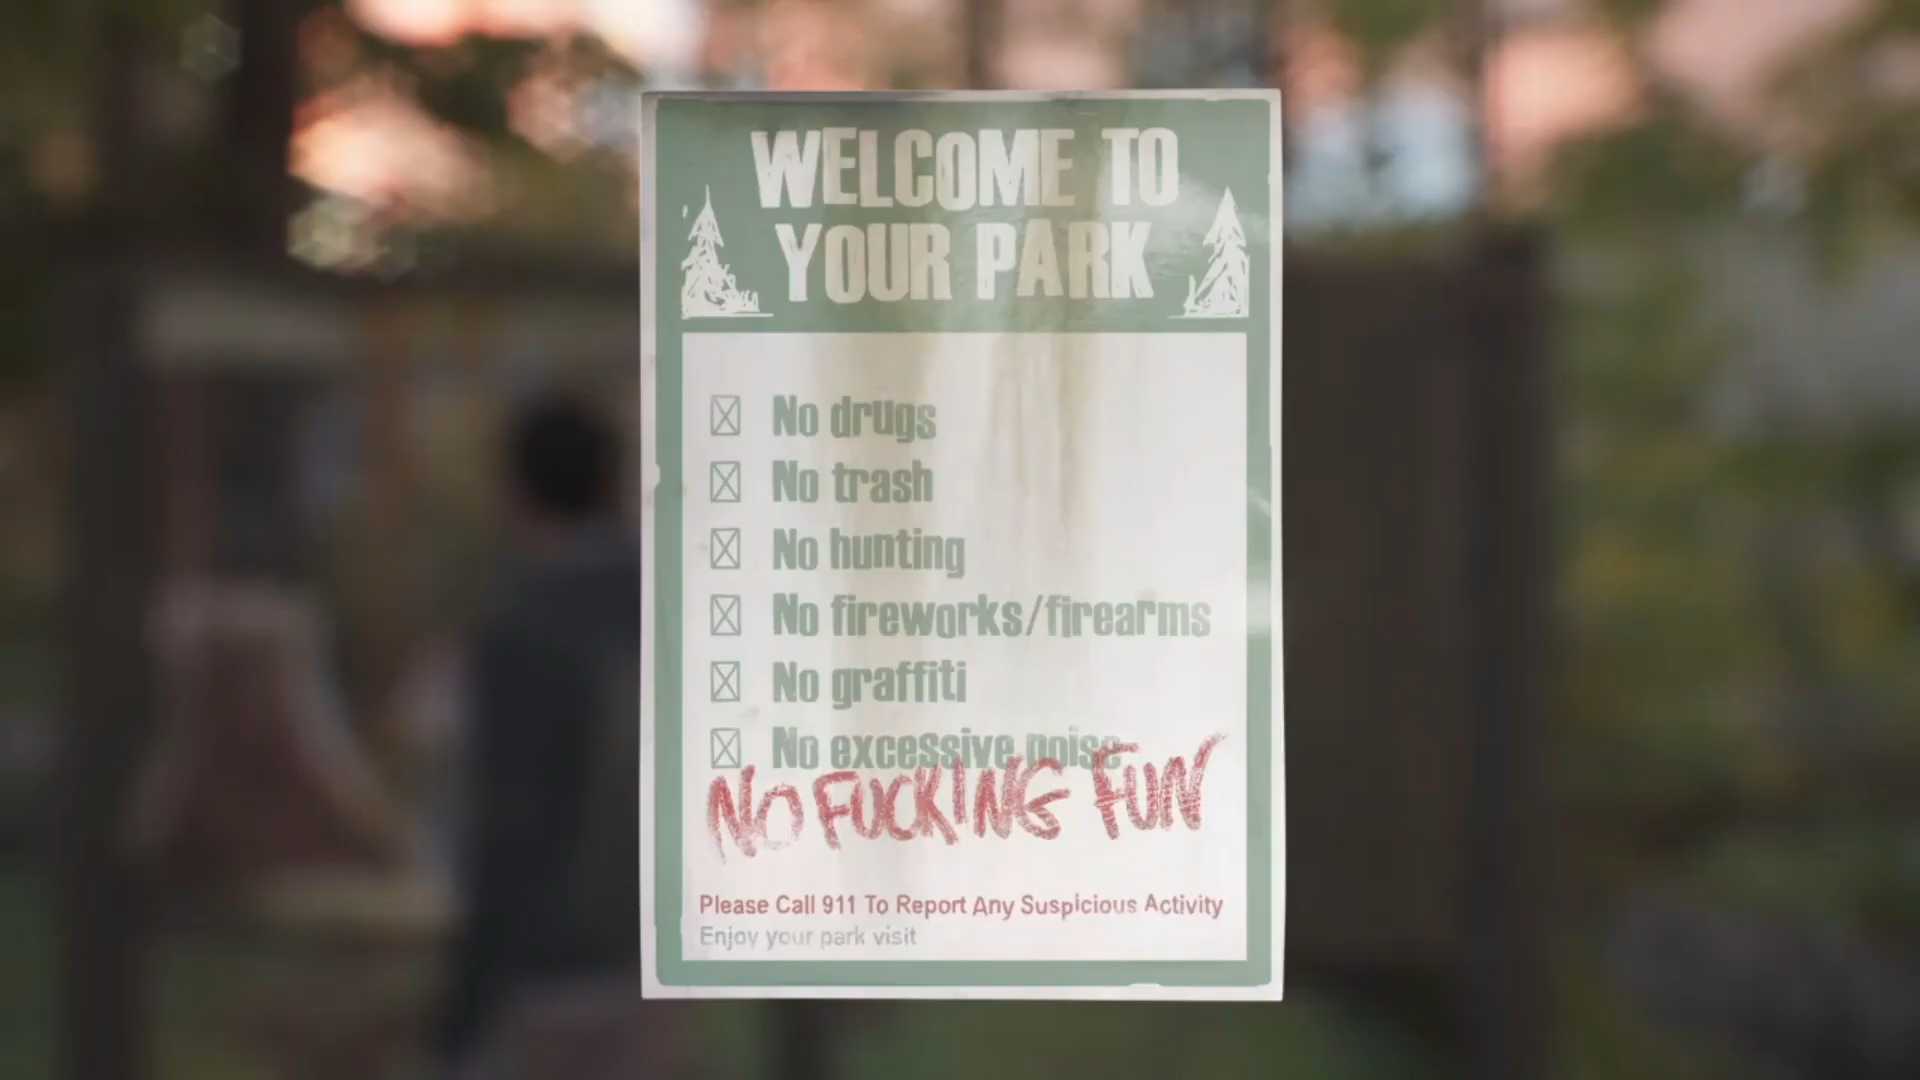 WELCOME TO
YOUR PARK
No drugs
No trash
No hunting
No fireworks/firearms
No graffiti
No excessive noise
NO FUCKING FUN
Please Call 911 To Report Any Suspicious Activity
Enjoy your park visit